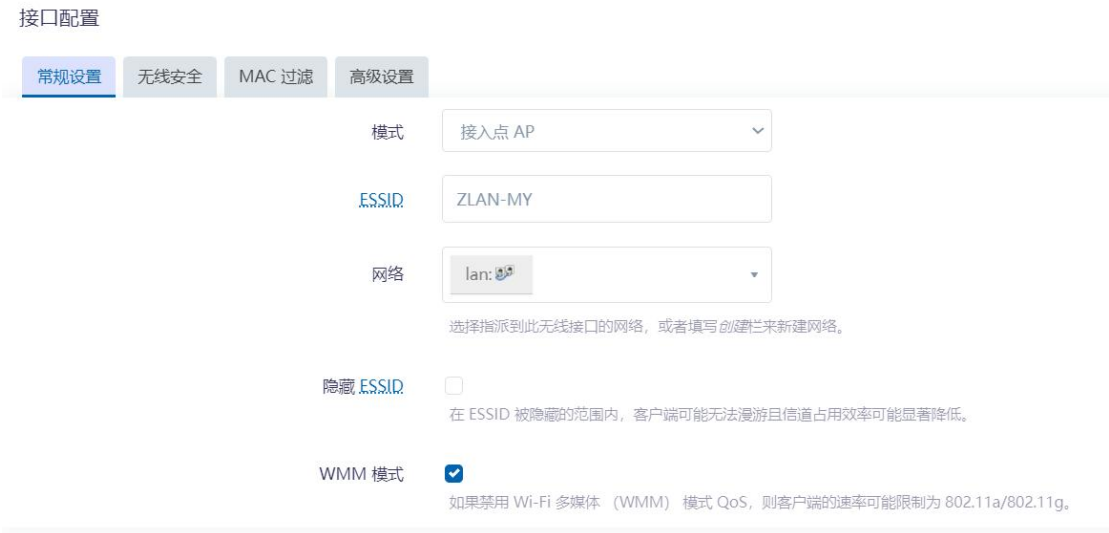 接口配置
常规设置 无线安全 MAC 过滤 高级设置
模式 接入点 AP
ESSID ZLAN-MY
网络 lan:
选择指派到此无线接口的网络，或者填写创建栏来新建网络。
隐藏 ESSID
在 ESSID 被隐藏的范围内，客户端可能无法漫游且信道占用效率可能显著降低。
WMM 模式
如果禁用 Wi-Fi 多媒体 （WMM） 模式 QoS，则客户端的速率可能限制为 802.11a/802.11g。